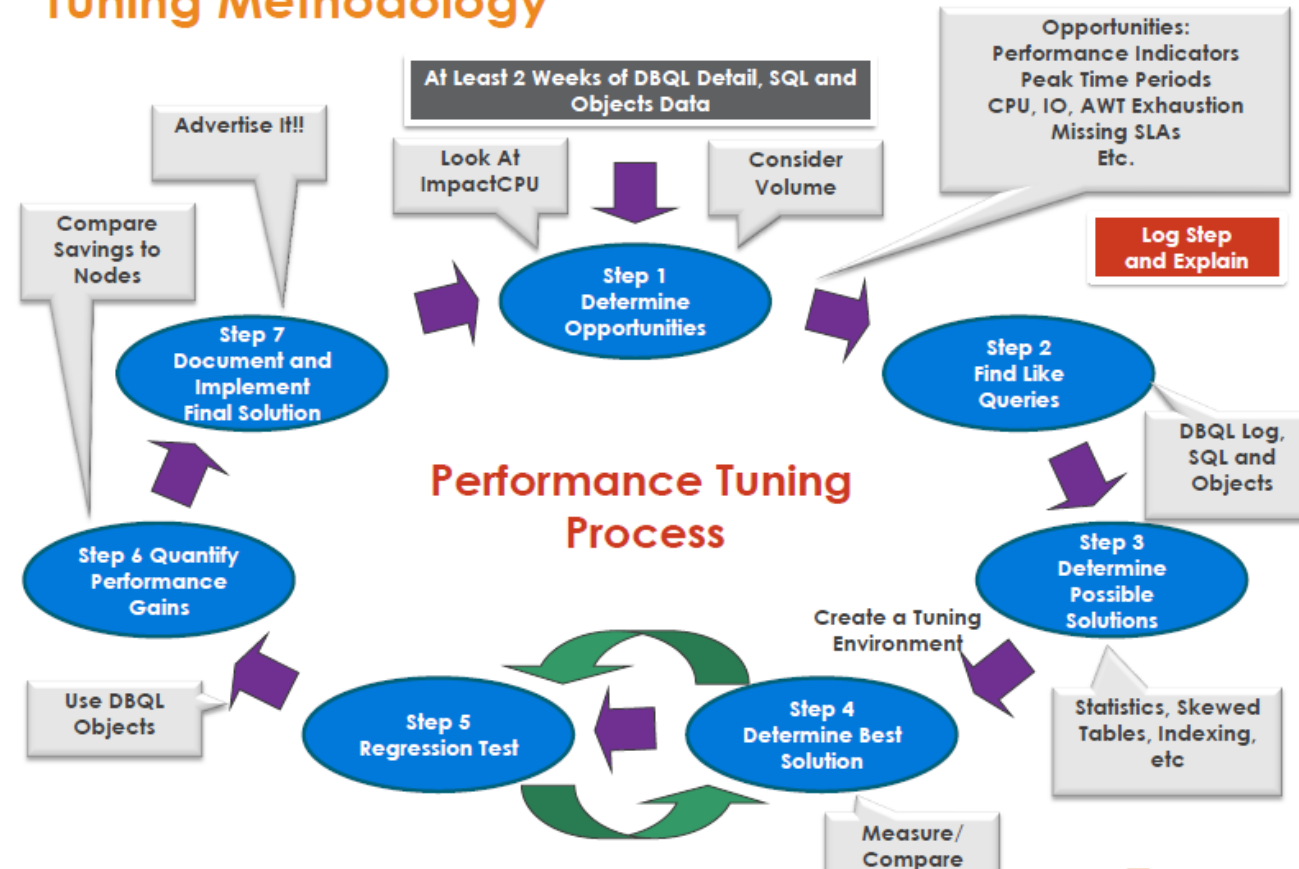 Tuning Methodology
Opportunities:
Performance Indicators
Peak Time Periods
CPU, IO, AWT Exhaustion
Missing SLAs
Etc.
At Least 2 Weeks of DBQL Detail, SQL and
Objects Data
Advertise It!!
Look At
ImpactCPU
Consider
Volume
Compare
Savings to
Nodes
Log Step
and Explain
Step 1
Determine
Opportunities
Step 7
Document and
Implement
Final Solution
Step 2
Find Like
Queries
DBQL Log,
SQL and
Objects
Performance Tuning
Process
Step 6 Quantify
Performance
Gains
Step 3
Determine
Possible
Solutions
Create a Tuning
Environment
Use DBQL
Objects
Step 5
Regression Test
Step 4
Determine Best
Solution
Statistics, Skewed
Tables, Indexing,
etc
Measure/
Compare